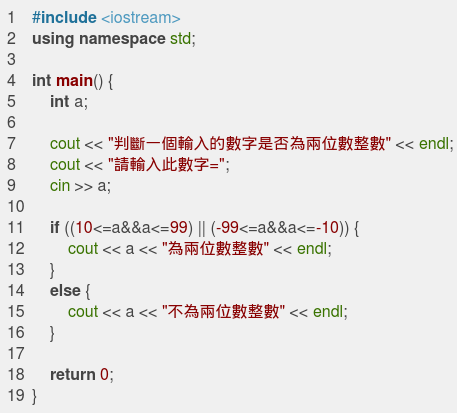 1 #include <iostream>
2 using namespace std;
3
4 int main() {
5 int a;
6
7 cout << "判斷一個輸入的數字是否為兩位數整數" << endl;
8 cout << "請輸入此數字=";
9 cin >> a;
10
11 if ((10<=a&&a<=99) || (-99<=a&&a<=-10)) {
12 cout << a << "為兩位數整數" << endl;
13 }
14 else {
15 cout << a << "不為兩位數整數" << endl;
16 }
17
18 return 0;
19 }